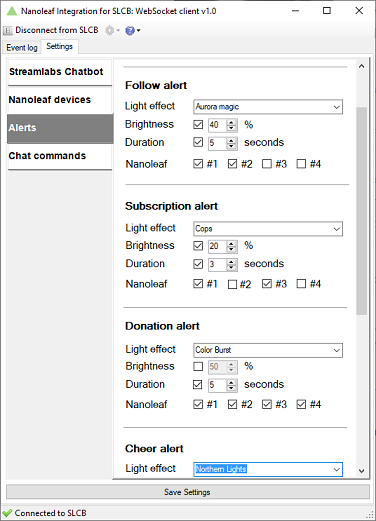 Nanoleaf Integration for SLCB: WebSocket client v1.0
Disconnect from SLCB
Event log Settings
Streamlabs Chatbot
Nanoleaf devices
Alerts
Chat commands
Follow alert
Light effect Aurora magic
Brightness 40 %
Duration 5 seconds
Nanoleaf #1 #2 #3 #4
Subscription alert
Light effect Cops
Brightness 20 %
Duration 3 seconds
Nanoleaf #1 #2 #3 #4
Donation alert
Light effect Color Burst
Brightness 50 %
Duration 5 seconds
Nanoleaf #1 #2 #3 #4
Cheer alert
Light effect Northern Lights
Save Settings
Connected to SLCB